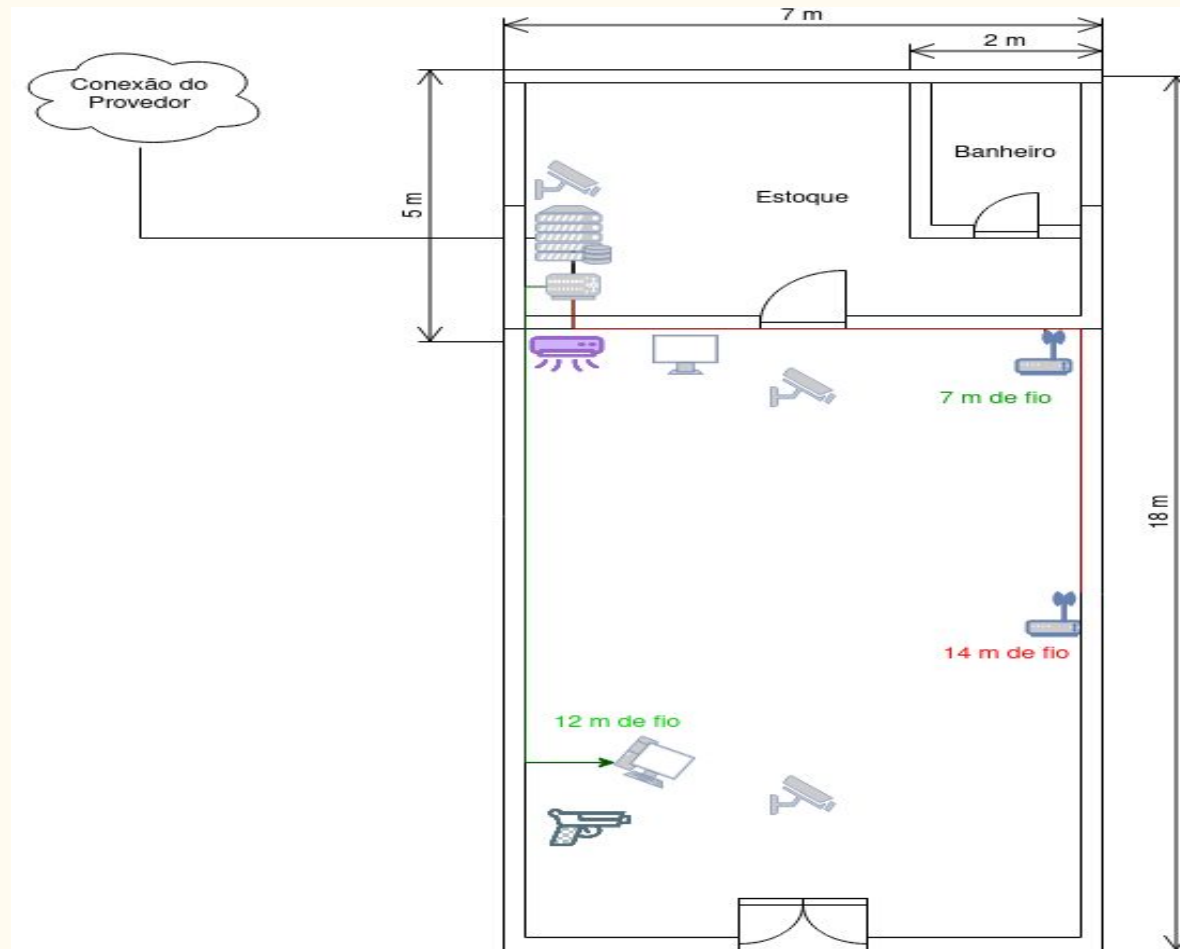 7 m
2 m
Conexão do
Provedor
Banheiro
5 m
Estoque
7 m de fio
18 m
14 m de fio
12 m de fio